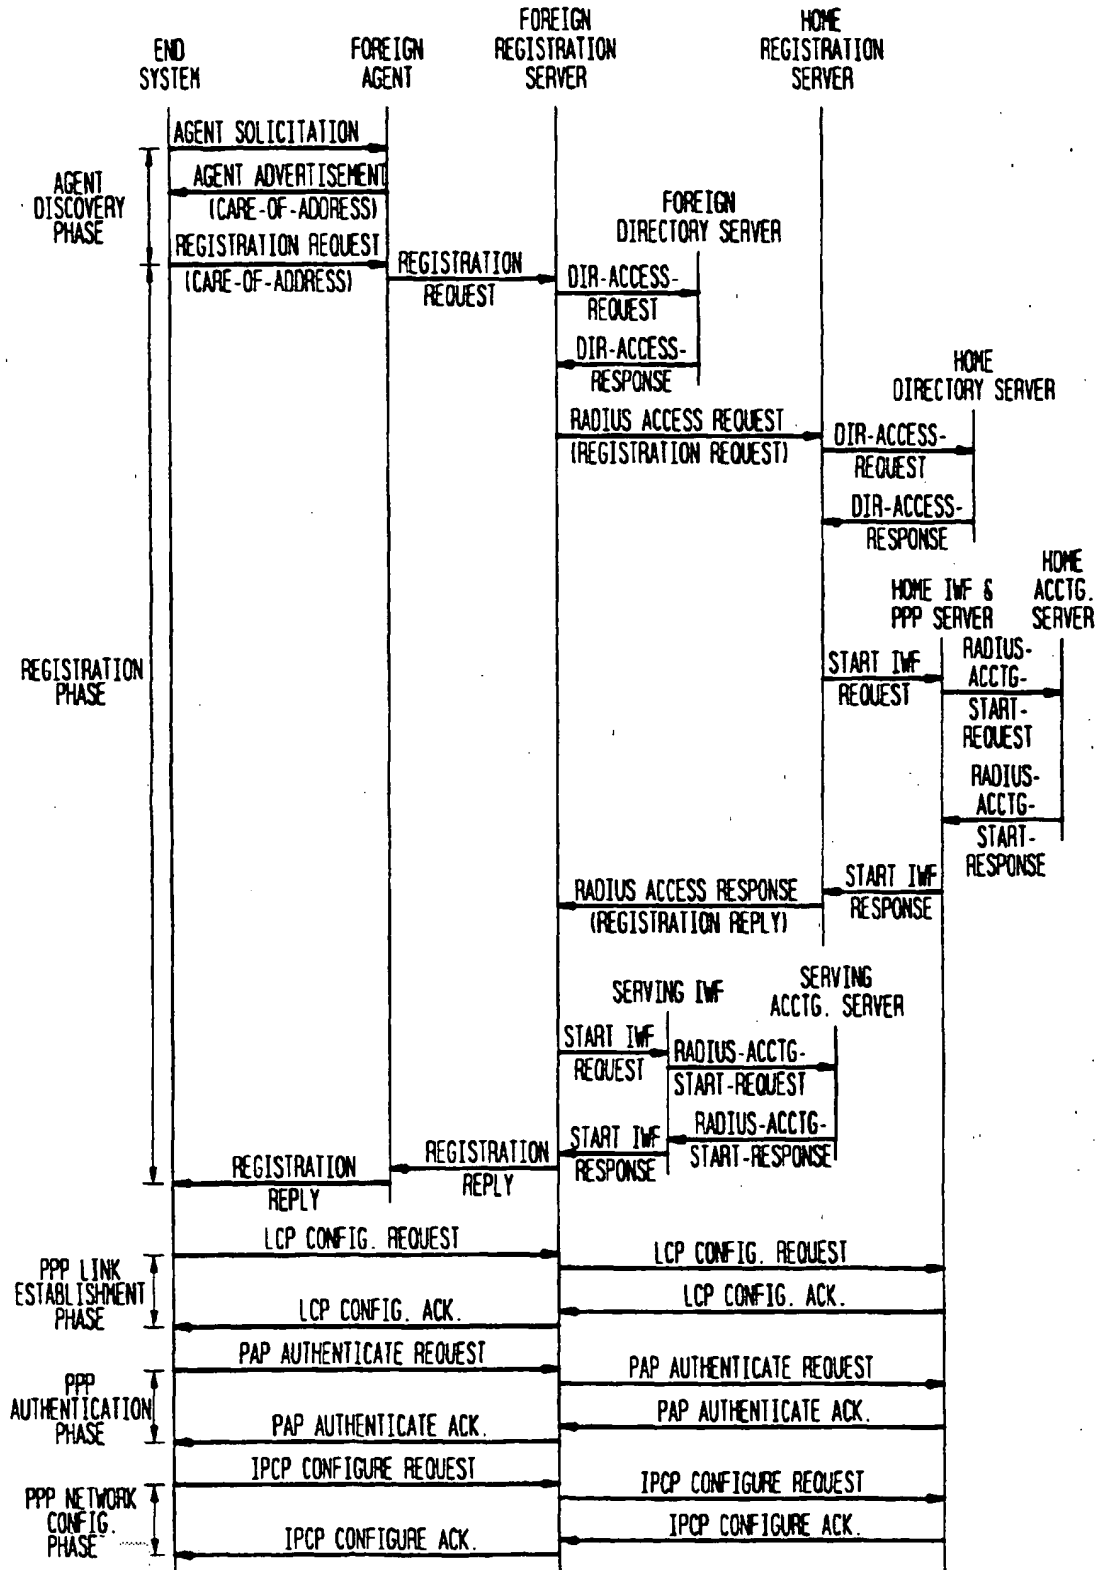 END
SYSTEM
FOREIGN
AGENT
FOREIGN
REGISTRATION
SERVER
HOME
REGISTRATION
SERVER
AGENT SOLICITATION
AGENT ADVERTISEMENT
(CARE-OF-ADDRESS)
AGENT
DISCOVERY
PHASE
REGISTRATION REQUEST
(CARE-OF-ADDRESS)
REGISTRATION
REQUEST
FOREIGN
DIRECTORY SERVER
DIR-ACCESS-
REQUEST
DIR-ACCESS-
RESPONSE
HOME
DIRECTORY SERVER
RADIUS ACCESS REQUEST
(REGISTRATION REQUEST)
DIR-ACCESS-
REQUEST
DIR-ACCESS-
RESPONSE
HOME IWF &
PPP SERVER
HOME
ACCTG.
SERVER
REGISTRATION
PHASE
START IWF
REQUEST
RADIUS-
ACCTG-
START-
REQUEST
RADIUS-
ACCTG-
START-
RESPONSE
START IWF
RESPONSE
RADIUS ACCESS RESPONSE
(REGISTRATION REPLY)
SERVING IWF
SERVING
ACCTG. SERVER
START IWF
REQUEST
RADIUS-ACCTG-
START-REQUEST
RADIUS-ACCTG-
START-RESPONSE
START IWF
RESPONSE
REGISTRATION
REPLY
REGISTRATION
REPLY
LCP CONFIG. REQUEST
LCP CONFIG. REQUEST
PPP LINK
ESTABLISHMENT
PHASE
LCP CONFIG. ACK.
LCP CONFIG. ACK.
PAP AUTHENTICATE REQUEST
PAP AUTHENTICATE REQUEST
PPP
AUTHENTICATION
PHASE
PAP AUTHENTICATE ACK.
PAP AUTHENTICATE ACK.
IPCP CONFIGURE REQUEST
IPCP CONFIGURE REQUEST
PPP NETWORK
CONFIG.
PHASE
IPCP CONFIGURE ACK.
IPCP CONFIGURE ACK.